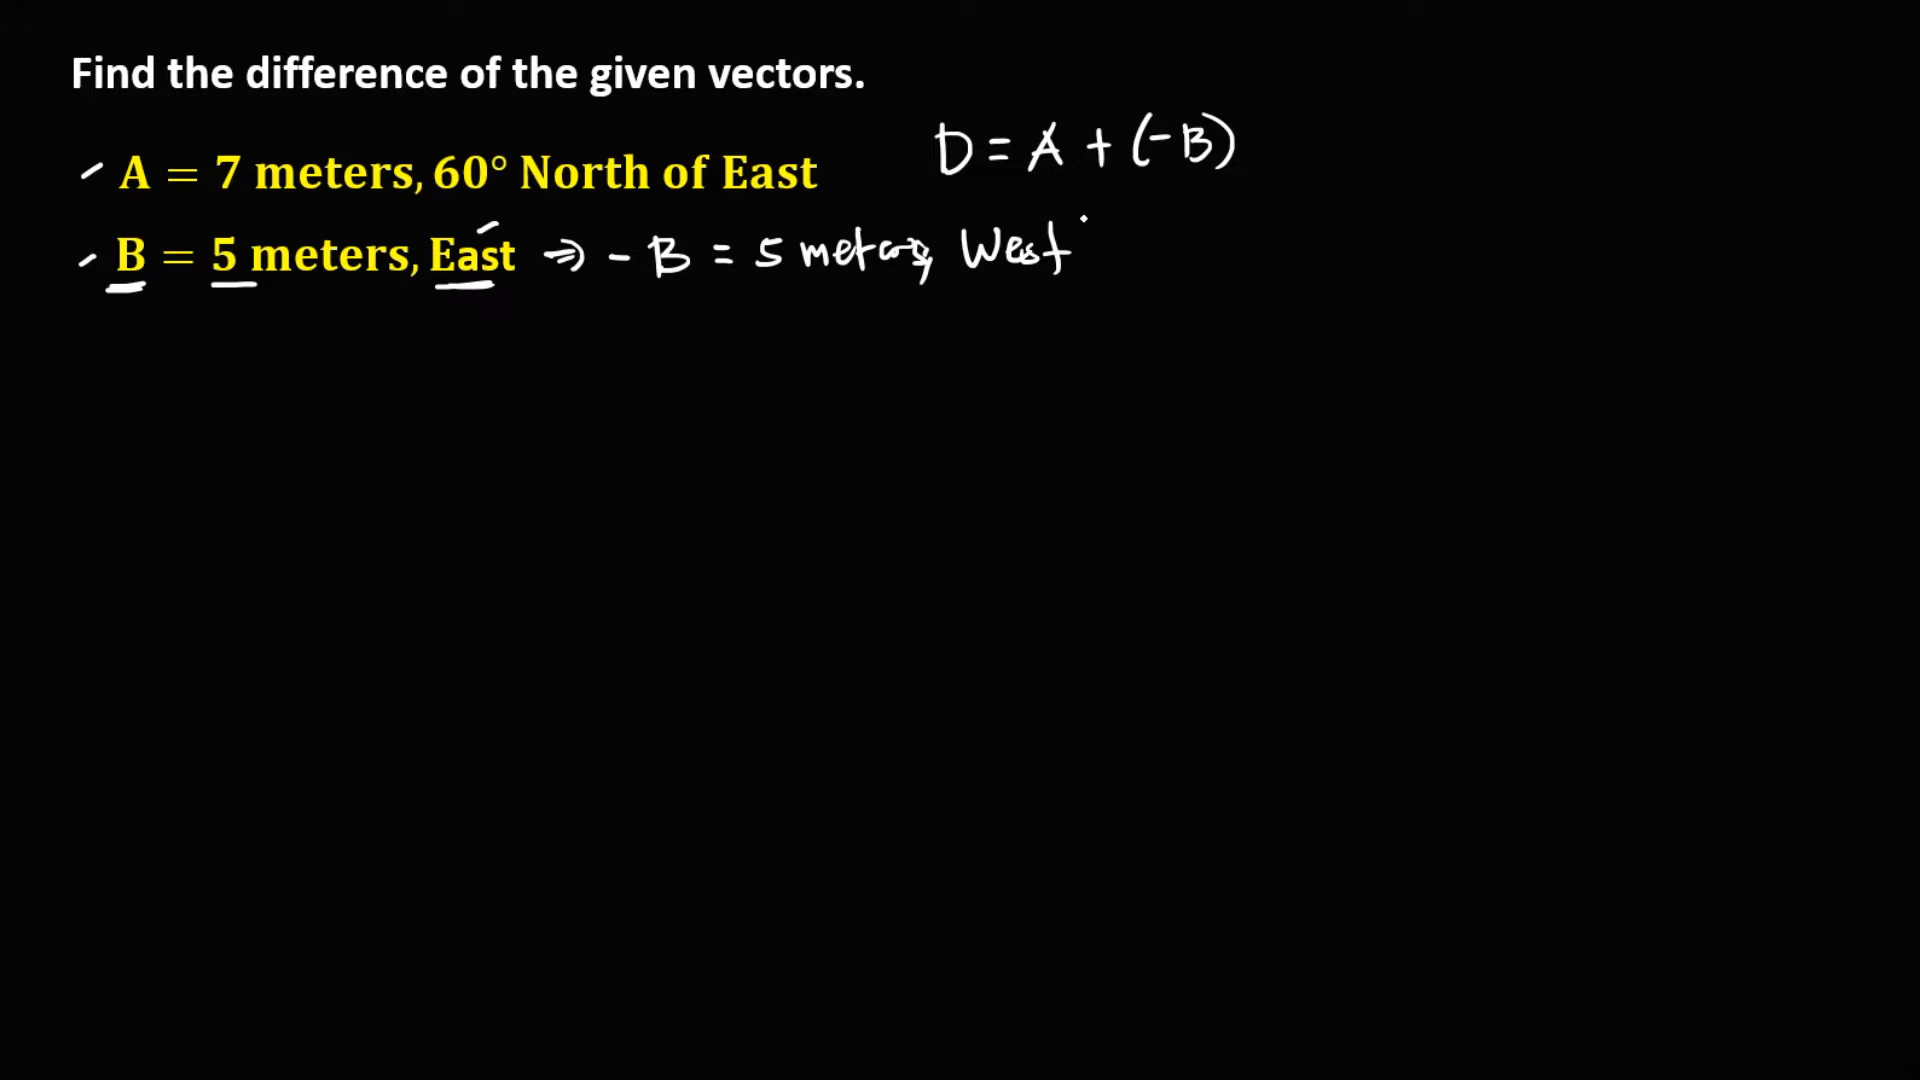 Find the difference of the given vectors.
A = 7 meters, 60° North of East
D = A + (-B)
B = 5 meters, East ⇒ - B = 5 meters, West